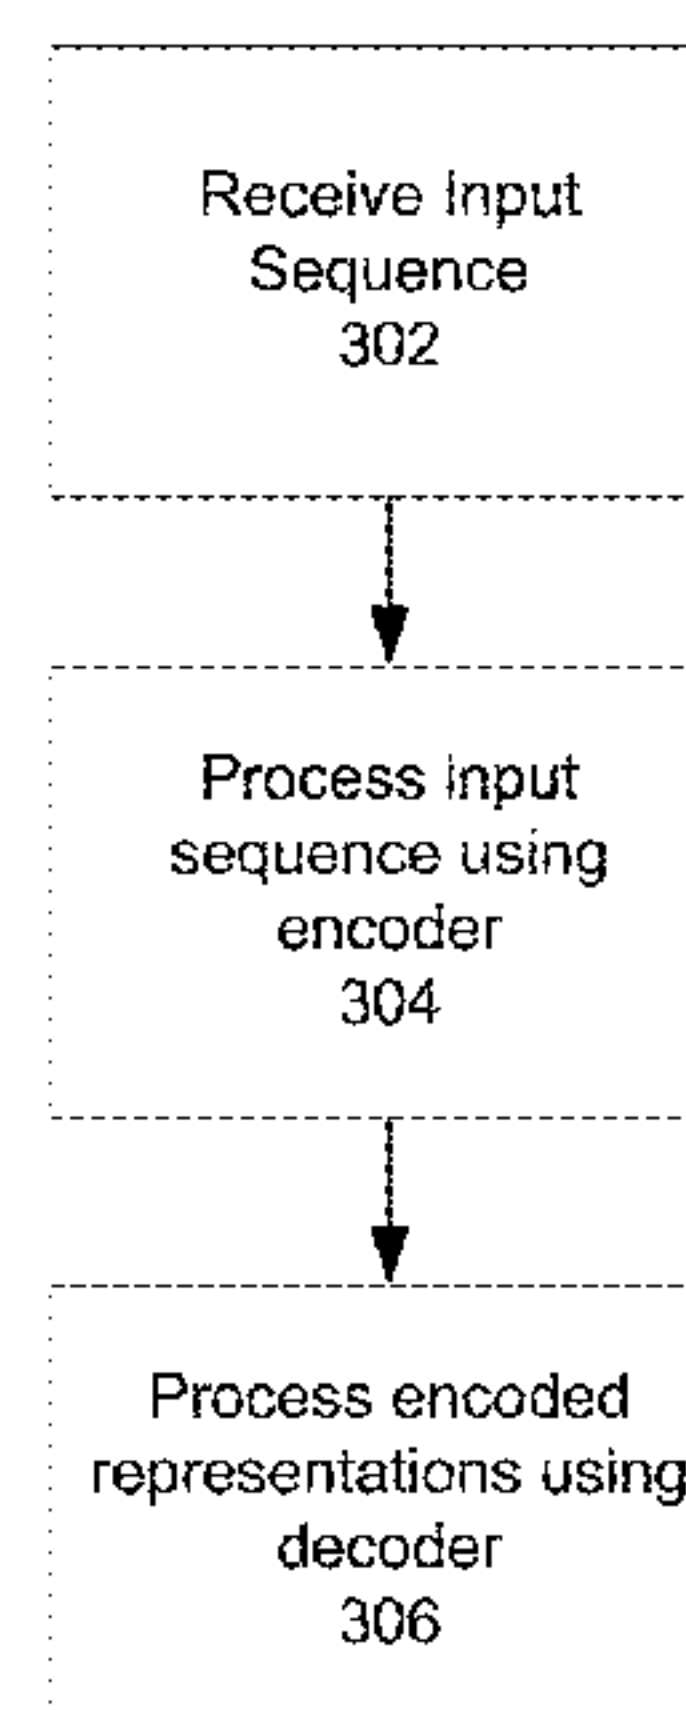 Receive Input
Sequence
302
Process input
sequence using
encoder
304
Process encoded
representations using
decoder
306